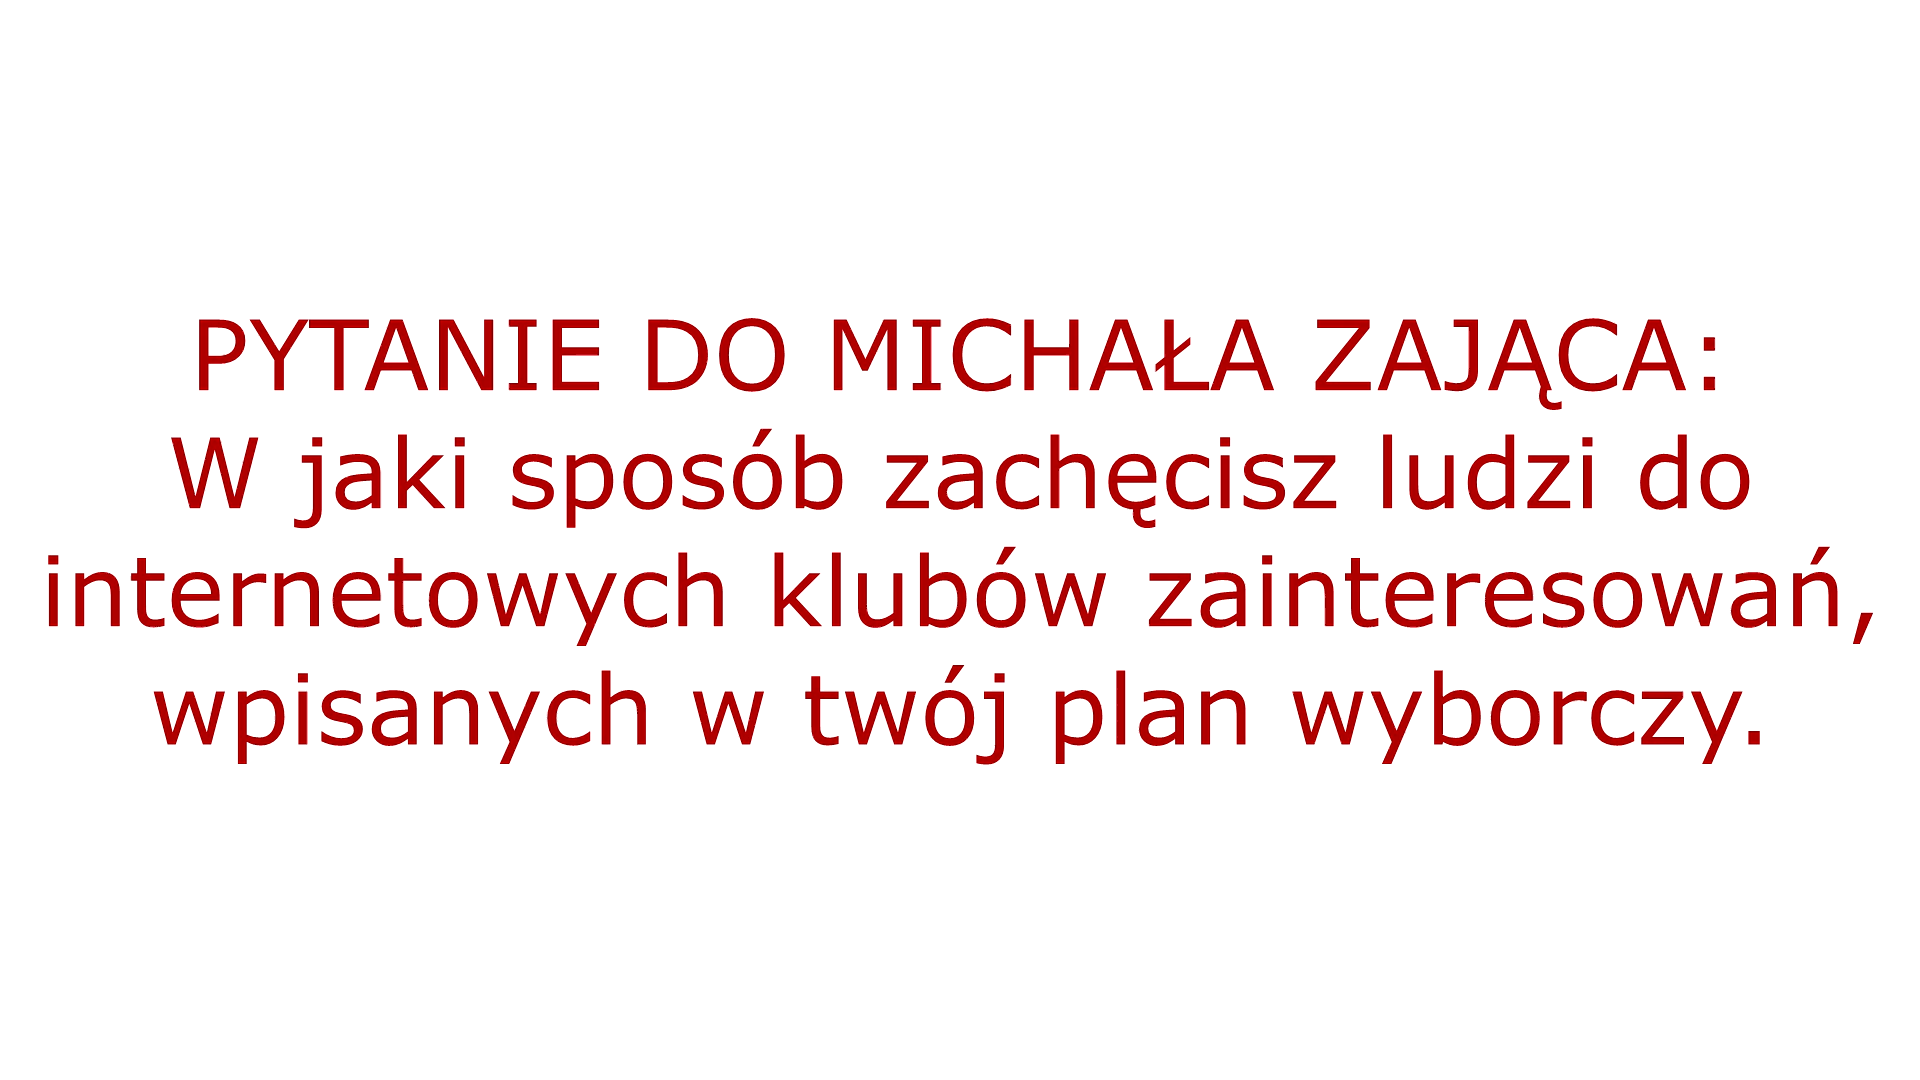 PYTANIE DO MICHAŁA ZAJĄCA:
W jaki sposób zachęcisz ludzi do
internetowych klubów zainteresowań,
wpisanych w twój plan wyborczy.